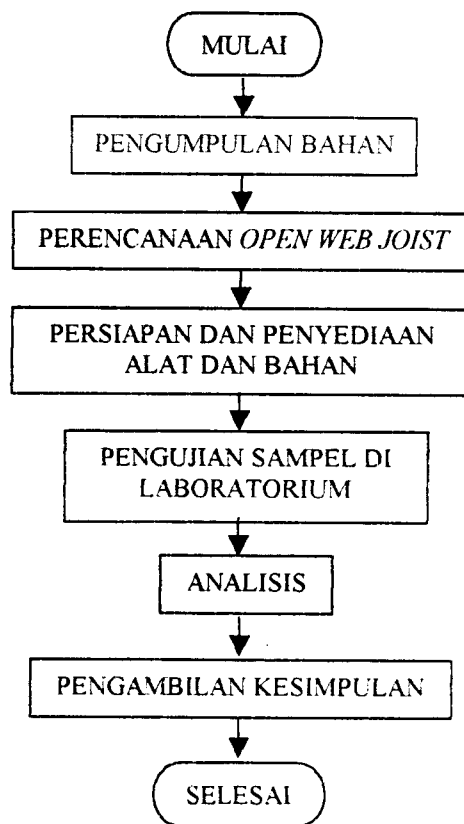 MULAI
PENGUMPULAN BAHAN
PERENCANAAN OPEN WEB JOIST
PERSIAPAN DAN PENYEDIAAN
ALAT DAN BAHAN
PENGUJIAN SAMPEL DI
LABORATORIUM
ANALISIS
PENGAMBILAN KESIMPULAN
SELESAI